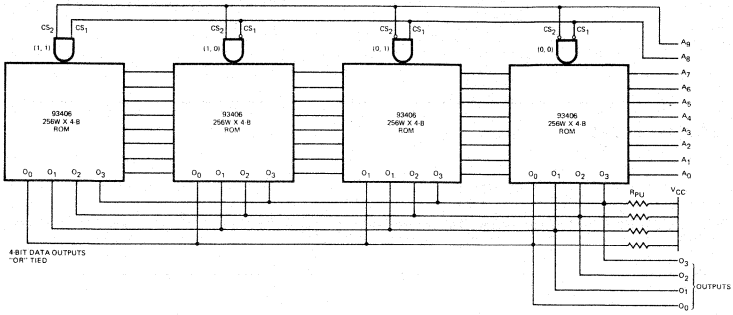 CS2 CS1 CS2 CS1 CS2 CS1 CS2 CS1
A9
(1, 1) (1, 0) (0, 1) (0, 0)
A8
A7
A6
A5
A4
A3
A2
A1
A0
93406
256W X 4-B
ROM
O0 O1 O2 O3
93406
256W X 4-B
ROM
O0 O1 O2 O3
93406
256W X 4-B
ROM
O1 O1 O2 O3
93406
256W X 4-B
ROM
O0 O1 O2 O3
RPU VCC
4-BIT DATA OUTPUTS
"OR" TIED
O3
O2
O1
O0
OUTPUTS